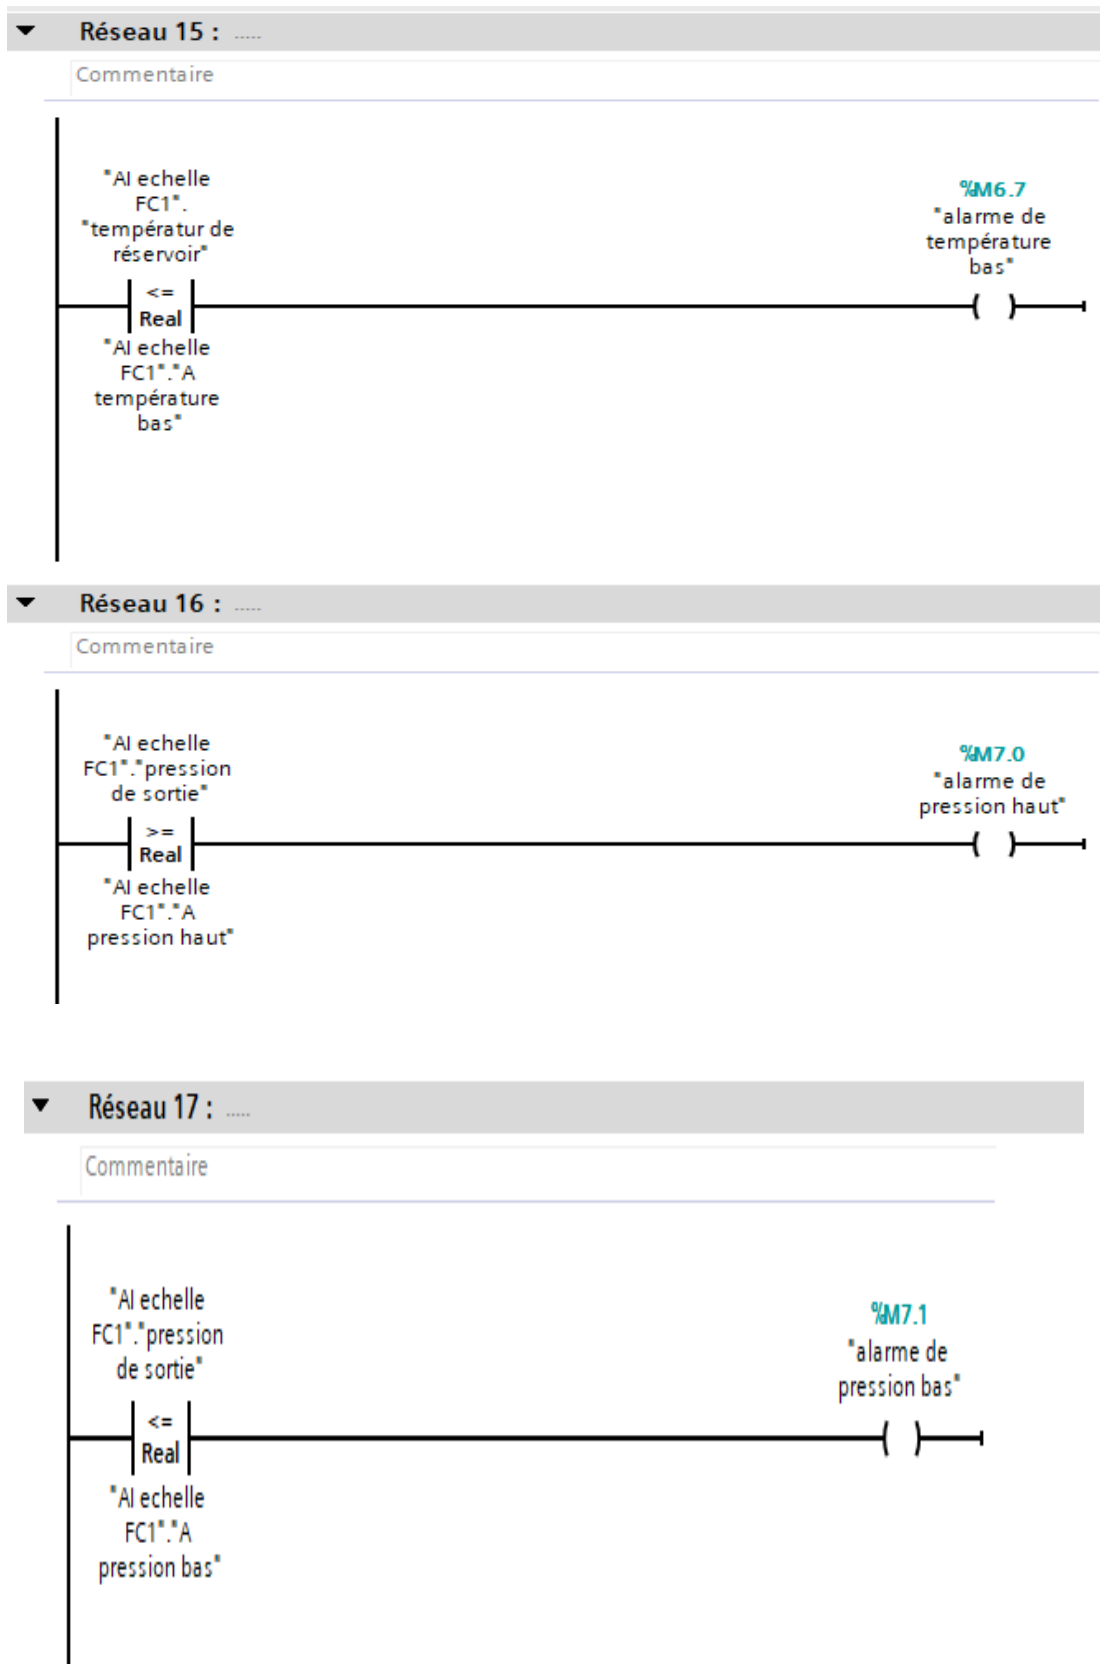 Réseau 15 : .....
Commentaire
"AI echelle
FC1".
"températur de
réservoir"
<=
Real
"AI echelle
FC1"."A
température
bas"
%M6.7
"alarme de
température
bas"
Réseau 16 : .....
Commentaire
"AI echelle
FC1"."pression
de sortie"
>=
Real
"AI echelle
FC1"."A
pression haut"
%M7.0
"alarme de
pression haut"
Réseau 17 : .....
Commentaire
"AI echelle
FC1"."pression
de sortie"
<=
Real
"AI echelle
FC1"."A
pression bas"
%M7.1
"alarme de
pression bas"